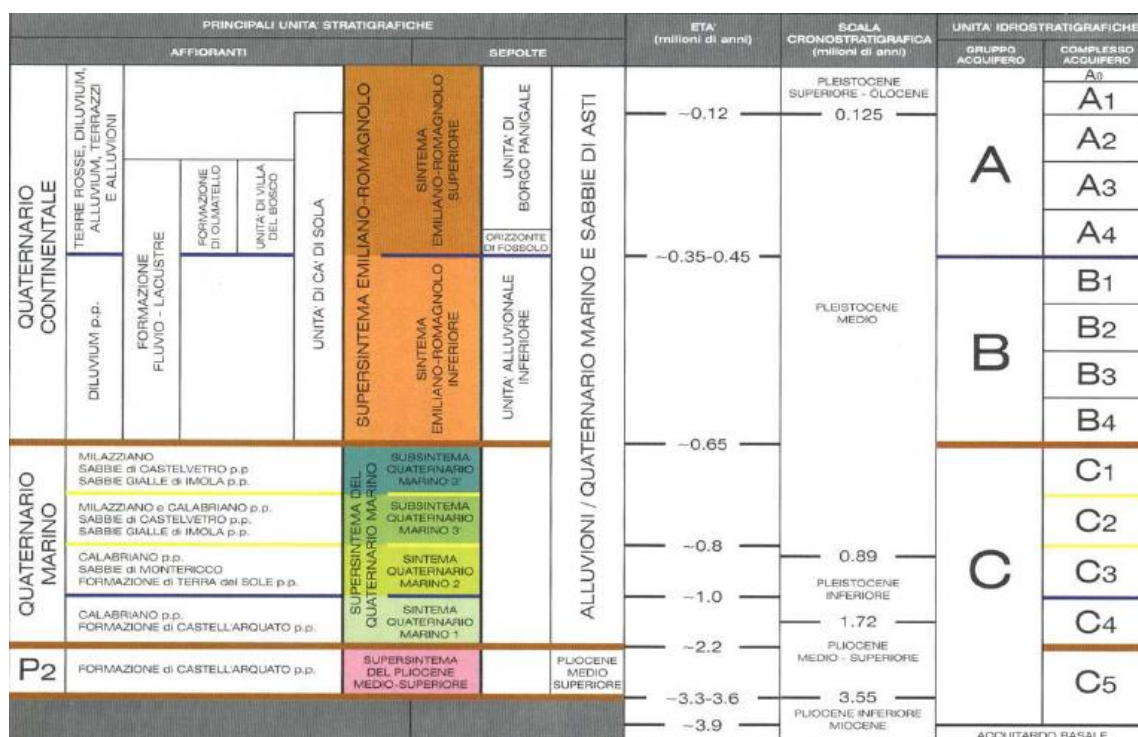 PRINCIPALI UNITA' STRATIGRAFICHE
AFFIORANTI
SEPOLTE
ETA'
(milioni di anni)
SCALA
CRONOSTRATIGRAFICA
(milioni di anni)
UNITA' IDROSTRATIGRAFICHE
GRUPPO
ACQUIFERO
COMPLESSO
ACQUIFERO
QUATERNARIO
CONTINENTALE
TERRE ROSSE, DILUVIUM,
ALLUVIUM, TERRAZZI
E ALLUVIONI
DILUVIUM p.p.
FORMAZIONE
FLUVIO - LACUSTRE
FORMAZIONE
DI OLMATELLO
UNITA' DI VILLA
DEL BOSCO
UNITA' DI CA' DI SOLA
SUPERSINTEMA EMILIANO-ROMAGNOLO
SINTEMA
EMILIANO-ROMAGNOLO
SUPERIORE
SINTEMA
EMILIANO-ROMAGNOLO
INFERIORE
UNITA' DI
BORGO PANIGALE
ORIZZONTE
DI FOSSOLO
UNITA' ALLUVIONALE
INFERIORE
ALLUVIONI / QUATERNARIO MARINO E SABBIE DI ASTI
QUATERNARIO
MARINO
MILAZZIANO
SABBIE di CASTELVETRO p.p
SABBIE GIALLE di IMOLA p.p.
MILAZZIANO e CALABRIANO p.p.
SABBIE di CASTELVETRO p.p.
SABBIE GIALLE di IMOLA p.p.
CALABRIANO p.p.
SABBIE di MONTERICCO
FORMAZIONE di TERRA del SOLE p.p.
CALABRIANO p.p.
FORMAZIONE di CASTELL'ARQUATO p.p.
SUPERSINTEMA DEL
QUATERNARIO MARINO
SUBSINTEMA
QUATERNARIO
MARINO 3'
SUBSINTEMA
QUATERNARIO
MARINO 3
SINTEMA
QUATERNARIO
MARINO 2
SINTEMA
QUATERNARIO
MARINO 1
P2
FORMAZIONE di CASTELL'ARQUATO p.p.
SUPERSINTEMA
DEL PLIOCENE
MEDIO-SUPERIORE
PLIOCENE
MEDIO
SUPERIORE
~0.12
~0.35-0.45
~0.65
~0.8
~1.0
~2.2
~3.3-3.6
~3.9
PLEISTOCENE
SUPERIORE - OLOCENE
0.125
PLEISTOCENE
MEDIO
0.89
PLEISTOCENE
INFERIORE
1.72
PLIOCENE
MEDIO - SUPERIORE
3.55
PLIOCENE INFERIORE
MIOCENE
A
B
C
A0
A1
A2
A3
A4
B1
B2
B3
B4
C1
C2
C3
C4
C5
ACQUITARDO BASALE